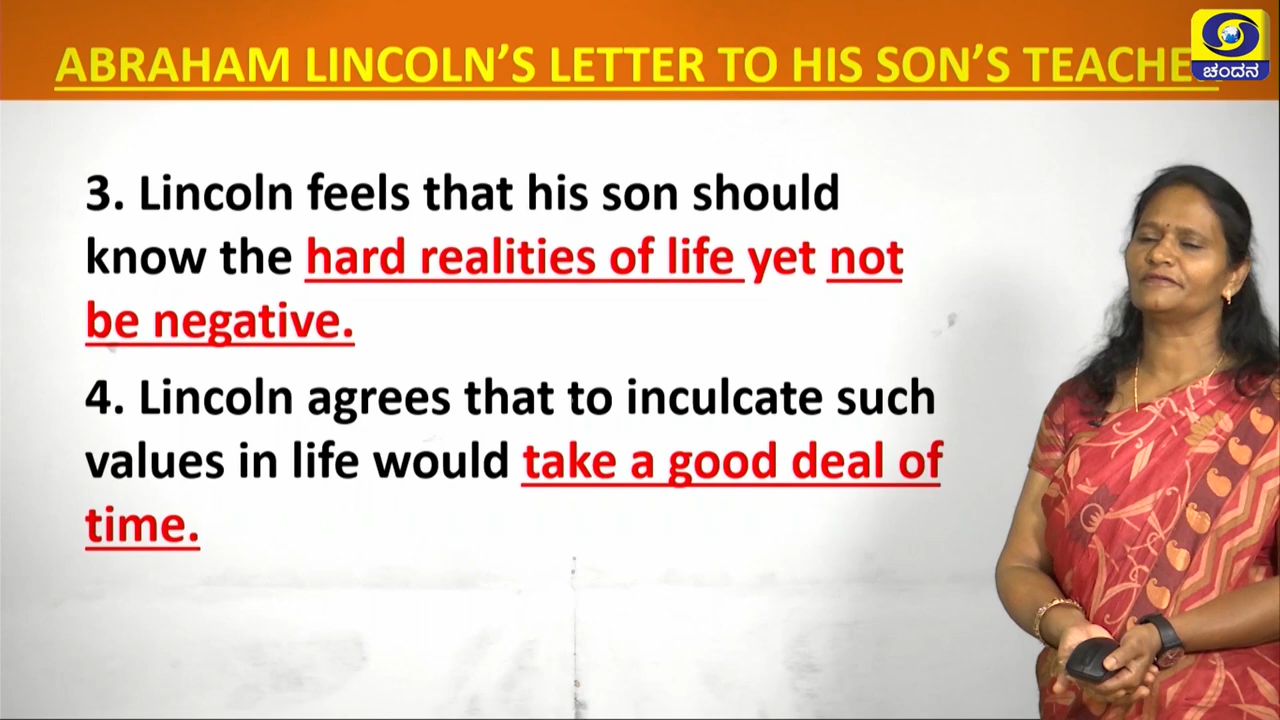 ABRAHAM LINCOLN'S LETTER TO HIS SON'S TEACHE
ಚಂದನ
3. Lincoln feels that his son should
know the hard realities of life yet not
be negative.
4. Lincoln agrees that to inculcate such
values in life would take a good deal of
time.